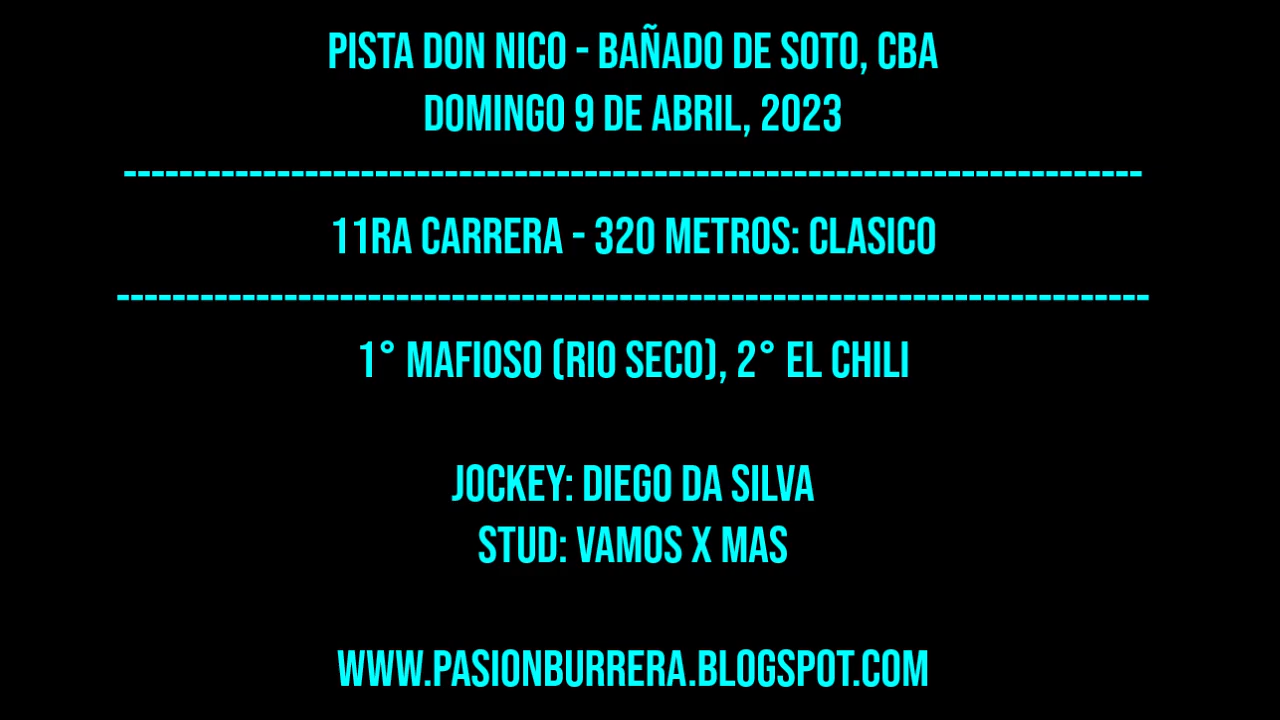 PISTA DON NICO - BAÑADO DE SOTO, CBA
DOMINGO 9 DE ABRIL, 2023
--------------------------------------------------------------------------
11RA CARRERA - 320 METROS: CLASICO
---------------------------------------------------------------------------
1° MAFIOSO (RIO SECO), 2° EL CHILI
JOCKEY: DIEGO DA SILVA
STUD: VAMOS X MAS
WWW.PASIONBURRERA.BLOGSPOT.COM